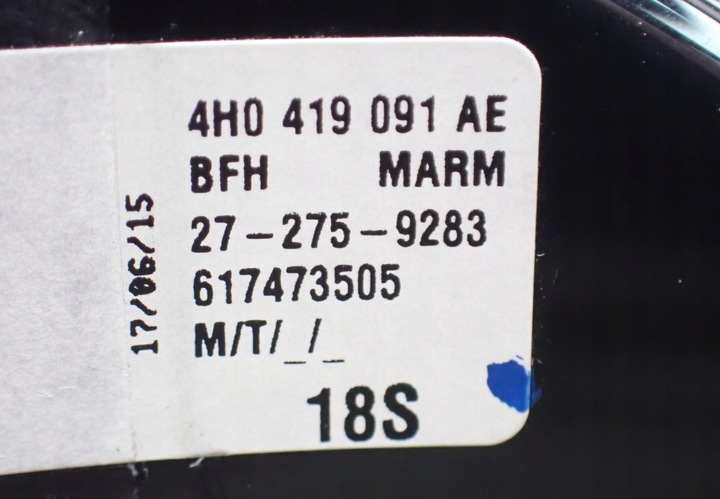 4H0 419 091 AE
BFH MARM
27-275-9283
617473505
M/T/_/_
18S
17/06/15